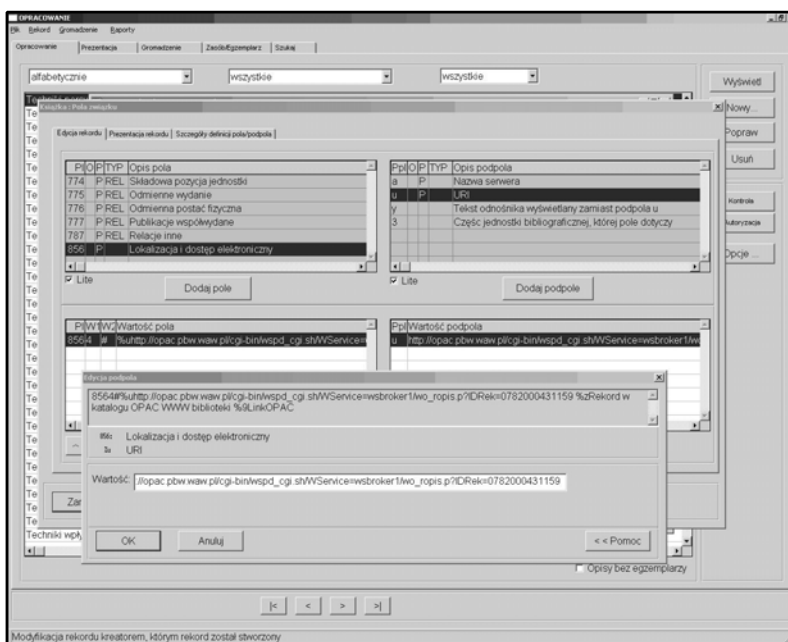 OPRACOWANIE
Plik Rekord Gromadzenie Raporty
Opracowanie Prezentacja Gromadzenie Zasób/Egzemplarz Szukaj
alfabetycznie wszystkie wszystkie
Wyświetl
Książka : Pola związku
Nowy...
Popraw
Usuń
Kontrola
Autoryzacja
Opcje ...
Edycja rekordu Prezentacja rekordu Szczegóły definicji pola/podpola
Pl O P TYP Opis pola
774 P REL Składowa pozycja jednostki
775 P REL Odmienne wydanie
776 P REL Odmienna postać fizyczna
777 P REL Publikacje współwydane
787 P REL Relacje inne
856 P Lokalizacja i dostęp elektroniczny
Lite
Dodaj pole
Ppl O P TYP Opis podpola
a P Nazwa serwera
u P URI
y Tekst odnośnika wyświetlany zamiast podpola u
3 Część jednostki bibliograficznej, której pole dotyczy
Lite
Dodaj podpole
Pl W1 W2 Wartość pola
856 4 # %uhttp://opac.pbw.waw.pl/cgi-bin/wspd_cgi.sh/WService=
Ppl Wartość podpola
u http://opac.pbw.waw.pl/cgi-bin/wspd_cgi.sh/WService=wsbroker1/w
Edycja podpola
8564#%uhttp://opac.pbw.waw.pl/cgi-bin/wspd_cgi.sh/WService=wsbroker1/wo_ropis.p?IDRek=0782000431159 %zRekord w
katalogu OPAC WWW biblioteki %9LinkOPAC
856: Lokalizacja i dostęp elektroniczny
URI
Wartość: //opac.pbw.waw.pl/cgi-bin/wspd_cgi.sh/WService=wsbroker1/wo_ropis.p?IDRek=0782000431159
OK Anuluj << Pomoc
Techniki wpły
Opisy bez egzemplarzy
|< < > >|
Modyfikacja rekordu kreatorem, którym rekord został stworzony